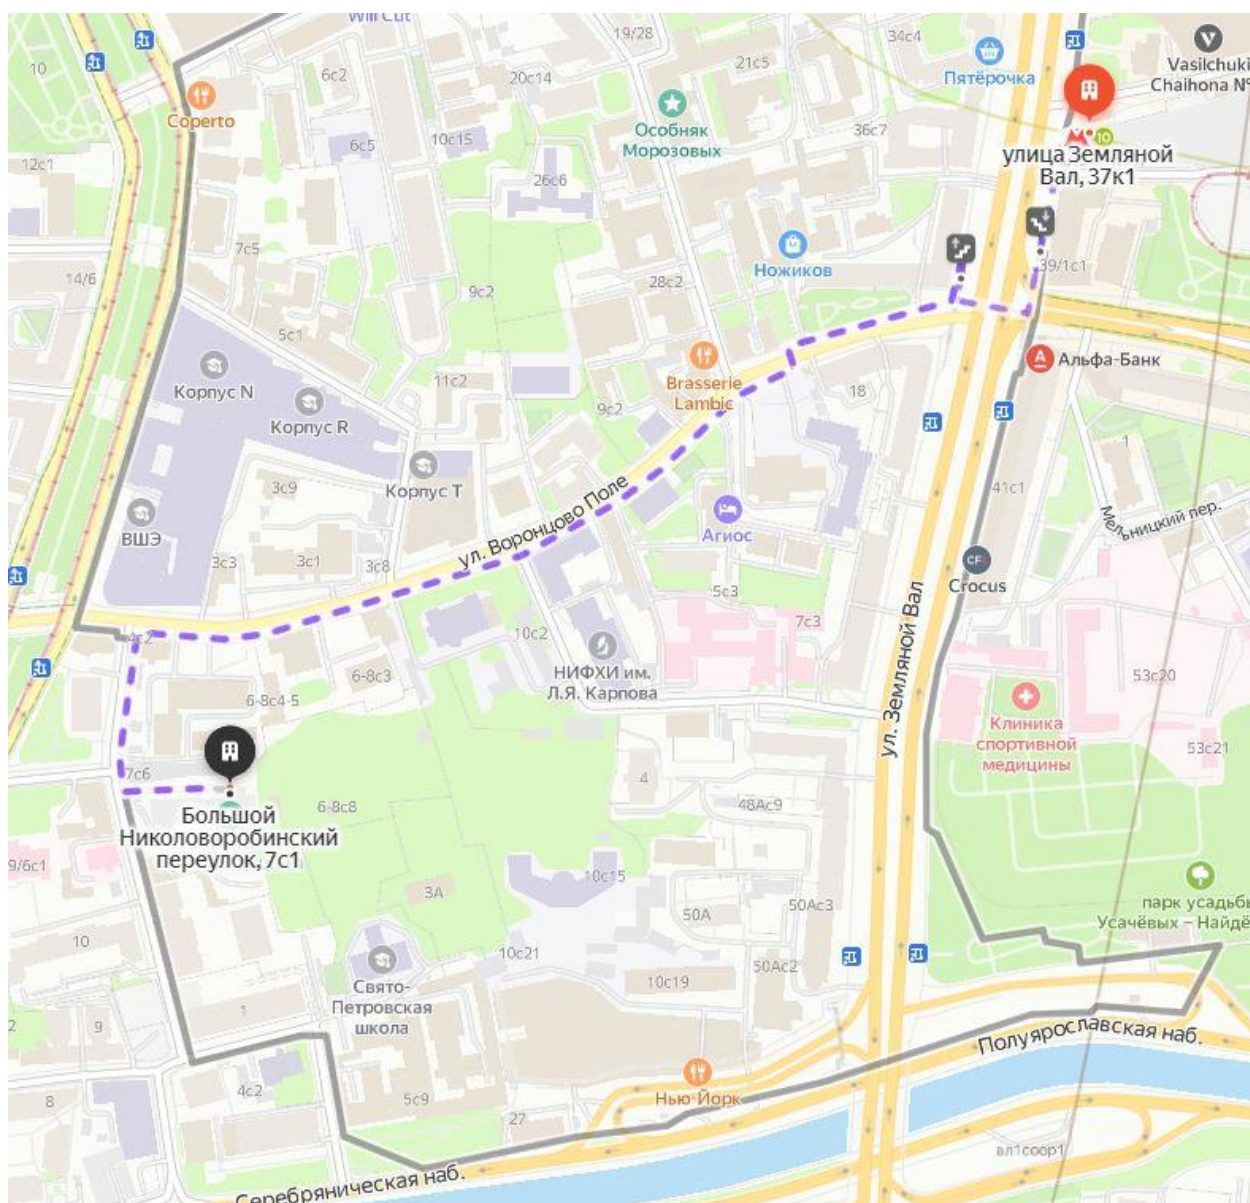 Will Cut
19/28
34с4
10
6с2
20с14
21с5
Пятёрочка
Vasilchuki
Chaihona №
Coperto
Особняк
Морозовых
36с7
10
12с1
6с5
10с15
улица Земляной
Вал, 37к1
26с6
7с5
14/6
9с2
28с2
Ножиков
39/1с1
5с1
Корпус N
11с2
Brasserie
Lambic
18
Альфа-Банк
Корпус R
9с2
1
3с9
Корпус T
41с1
Мельницкий пер.
ул. Воронцово Поле
Агиос
ВШЭ
3с3
3с1
3с8
5с3
CF
Crocus
4с2
10с2
7с3
6-8с3
НИФХИ им.
Л.Я. Карпова
53с20
6-8с4-5
ул. Земляной Вал
Клиника
спортивной
медицины
53с21
7с6
4
6-8с8
48Ас9
Большой
Николоворобинский
переулок, 7с1
9/6с1
3А
10с15
50А
50Ас3
парк усадьбы
Усачёвых – Найдё
10
10с21
50Ас2
10с19
Свято-
Петровская
школа
1
2
9
Полуярославская наб.
8
4с2
5с9
Нью Йорк
27
вл1соор1
Серебряническая наб.